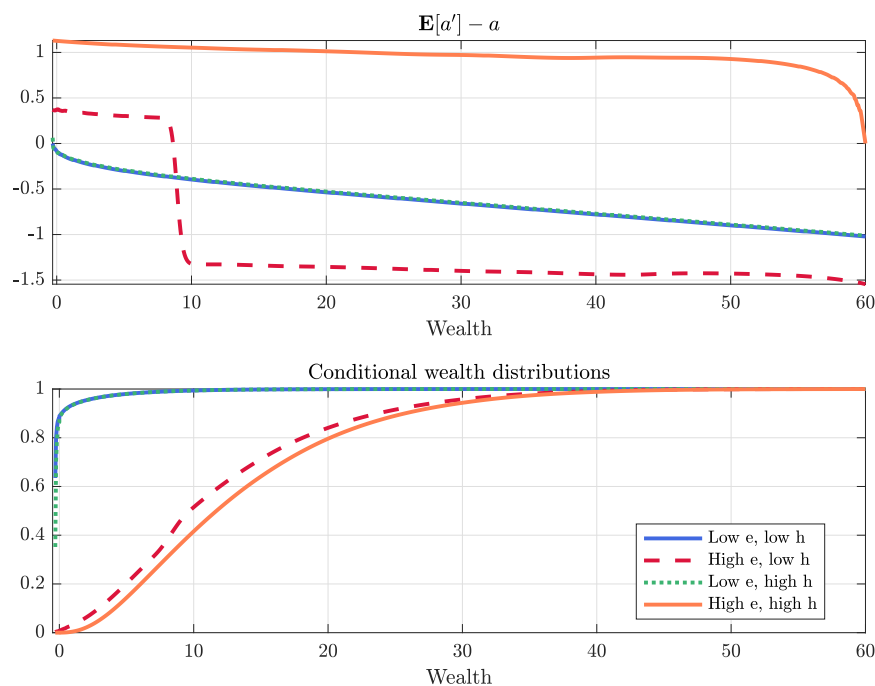 E[a′] − a
1
0.5
0
-0.5
-1
-1.5
0 10 20 30 40 50 60
Wealth
Conditional wealth distributions
1
0.8
0.6
0.4
0.2
0
Low e, low h
High e, low h
Low e, high h
High e, high h
0 10 20 30 40 50 60
Wealth